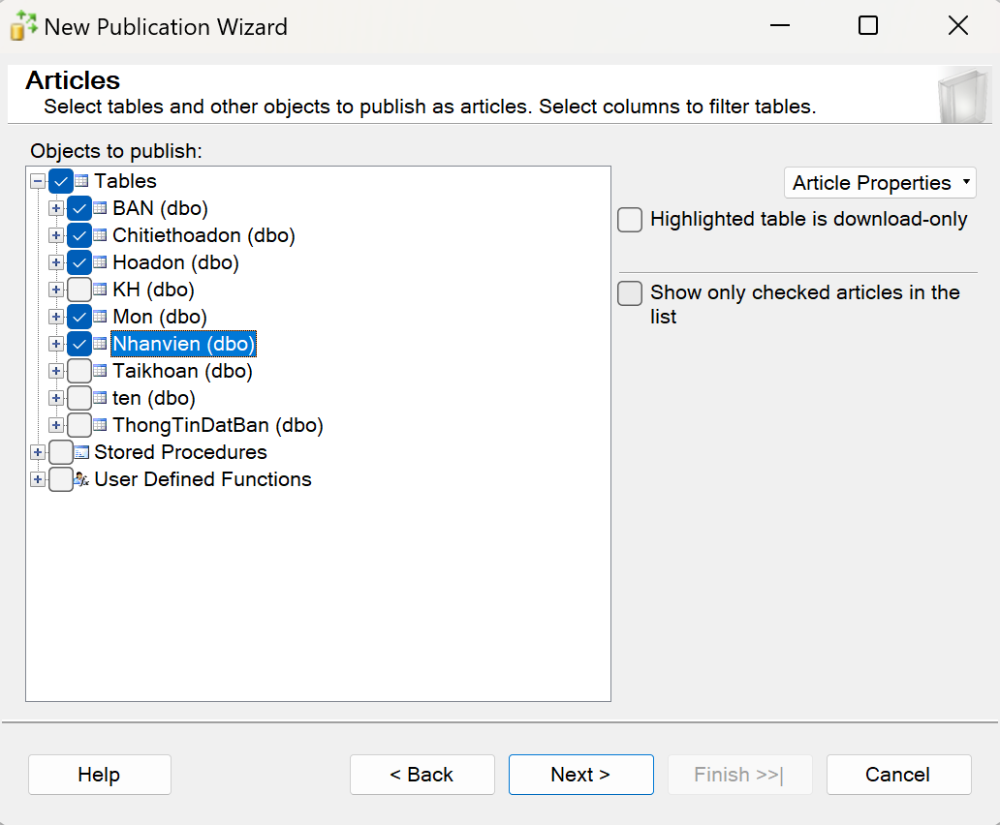 New Publication Wizard
Articles
Select tables and other objects to publish as articles. Select columns to filter tables.
Objects to publish:
Tables
BAN (dbo)
Chitiethoadon (dbo)
Hoadon (dbo)
KH (dbo)
Mon (dbo)
Nhanvien (dbo)
Taikhoan (dbo)
ten (dbo)
ThongTinDatBan (dbo)
Stored Procedures
User Defined Functions
Article Properties
Highlighted table is download-only
Show only checked articles in the
list
Help
< Back
Next >
Finish >>|
Cancel